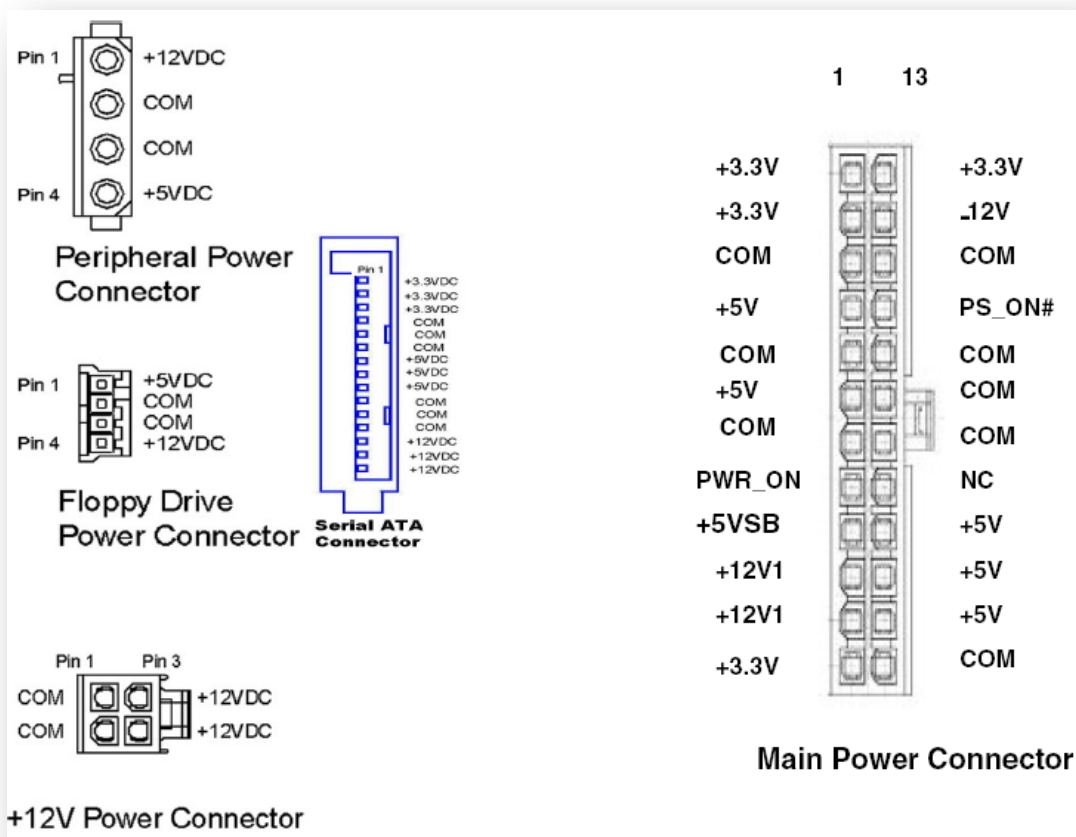 Pin 1 +12VDC
COM
COM
Pin 4 +5VDC
Peripheral Power
Connector
Pin 1 +5VDC
COM
COM
Pin 4 +12VDC
Floppy Drive
Power Connector
Pin 1
+3.3VDC
+3.3VDC
+3.3VDC
COM
COM
COM
+5VDC
+5VDC
+5VDC
COM
COM
COM
+12VDC
+12VDC
+12VDC
Serial ATA
Connector
Pin 1 Pin 3
COM +12VDC
COM +12VDC
+12V Power Connector
1 13
+3.3V +3.3V
+3.3V -12V
COM COM
+5V PS_ON#
COM COM
+5V COM
COM COM
PWR_ON NC
+5VSB +5V
+12V1 +5V
+12V1 +5V
+3.3V COM
Main Power Connector